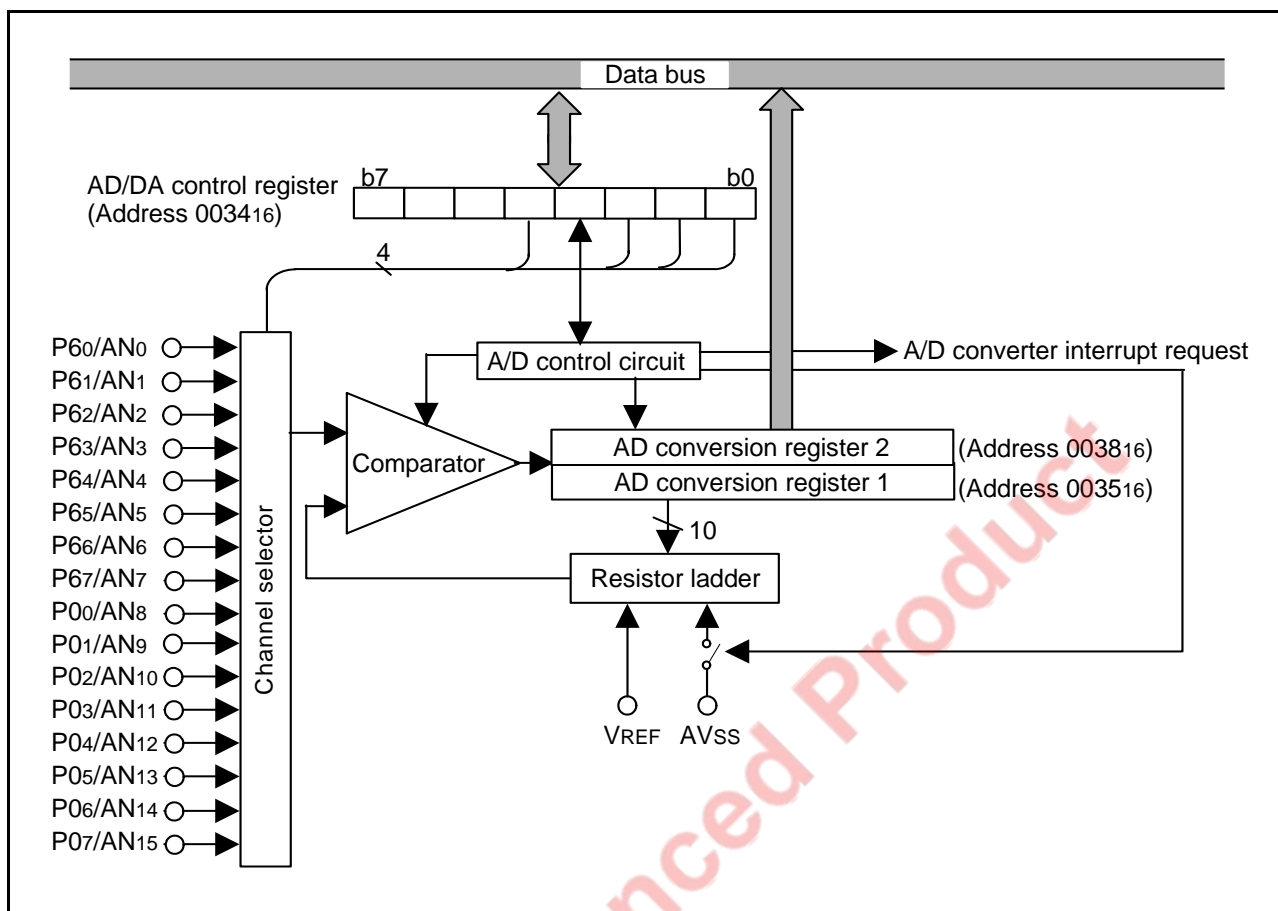 Data bus
b7 b0
AD/DA control register
(Address 003416)
4
P60/AN0
P61/AN1
P62/AN2
P63/AN3
P64/AN4
P65/AN5
P66/AN6
P67/AN7
P00/AN8
P01/AN9
P02/AN10
P03/AN11
P04/AN12
P05/AN13
P06/AN14
P07/AN15
Channel selector
A/D control circuit
A/D converter interrupt request
Comparator
AD conversion register 2 (Address 003816)
AD conversion register 1 (Address 003516)
10
Resistor ladder
VREF AVSS
nced Product